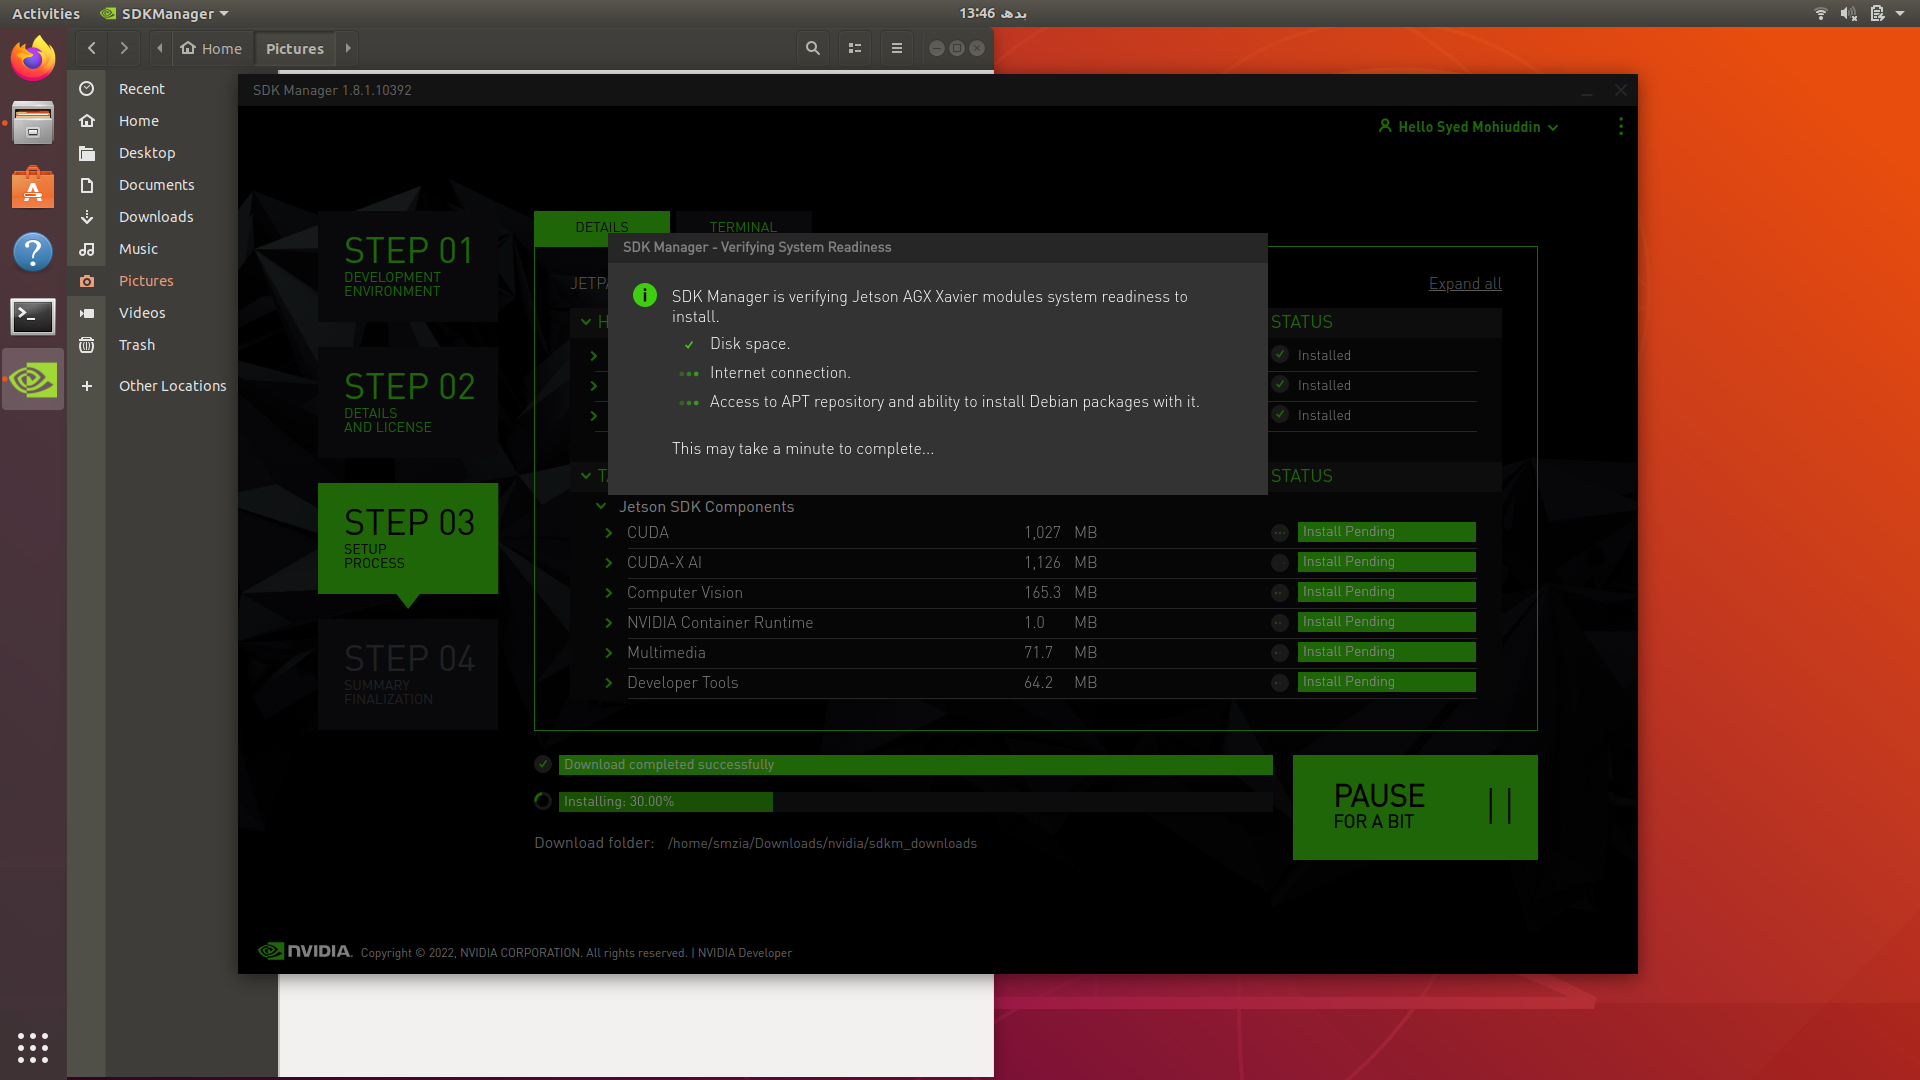 Activities
SDKManager
13:46 بدھ
Home
Pictures
Recent
Home
Desktop
Documents
Downloads
Music
Pictures
Videos
Trash
Other Locations
SDK Manager 1.8.1.10392
Hello Syed Mohiuddin
STEP 01
DEVELOPMENT
ENVIRONMENT
STEP 02
DETAILS
AND LICENSE
STEP 03
SETUP
PROCESS
STEP 04
SUMMARY
FINALIZATION
DETAILS
TERMINAL
Expand all
SDK Manager - Verifying System Readiness
SDK Manager is verifying Jetson AGX Xavier modules system readiness to
install.
Disk space.
Internet connection.
Access to APT repository and ability to install Debian packages with it.
This may take a minute to complete...
STATUS
Installed
Installed
Installed
STATUS
Jetson SDK Components
CUDA 1,027 MB Install Pending
CUDA-X AI 1,126 MB Install Pending
Computer Vision 165.3 MB Install Pending
NVIDIA Container Runtime 1.0 MB Install Pending
Multimedia 71.7 MB Install Pending
Developer Tools 64.2 MB Install Pending
Download completed successfully
Installing: 30.00%
Download folder: /home/smzia/Downloads/nvidia/sdkm_downloads
PAUSE
FOR A BIT
NVIDIA. Copyright © 2022, NVIDIA CORPORATION. All rights reserved. | NVIDIA Developer